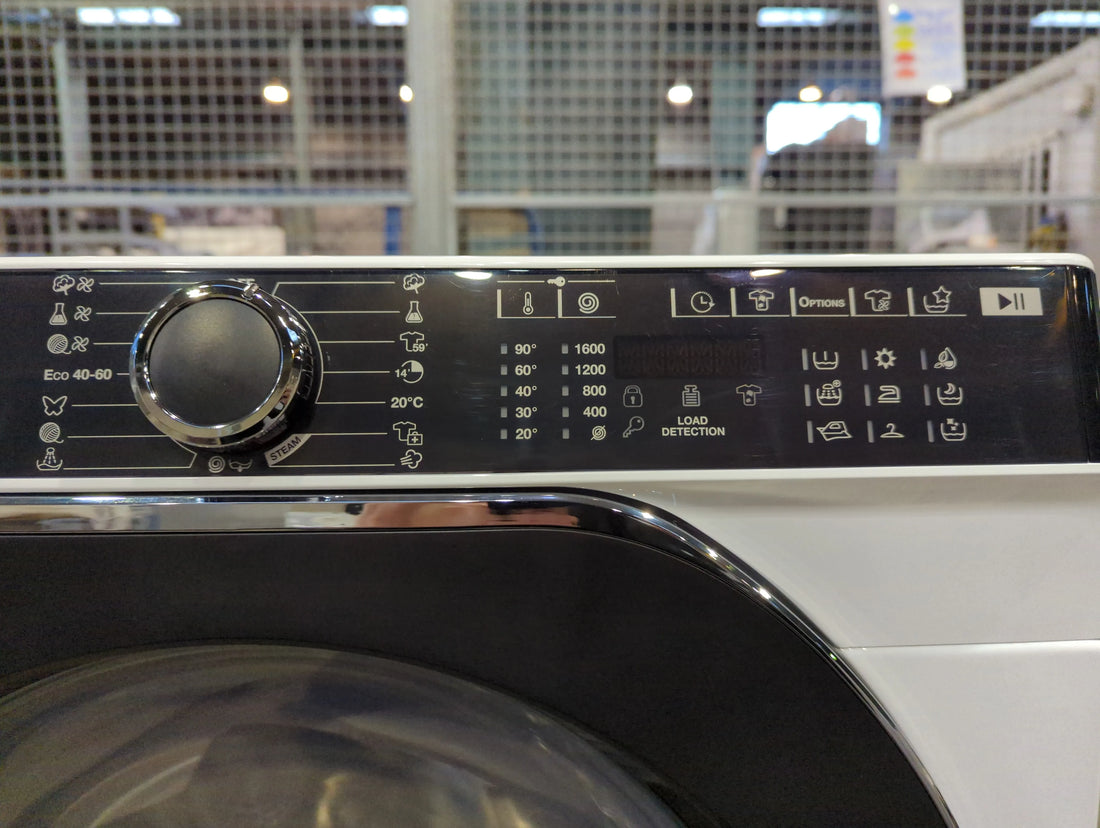 59'
Eco 40-60
14'
20°C
STEAM
90°
60°
40°
30°
20°
1600
1200
800
400
LOAD
DETECTION
OPTIONS